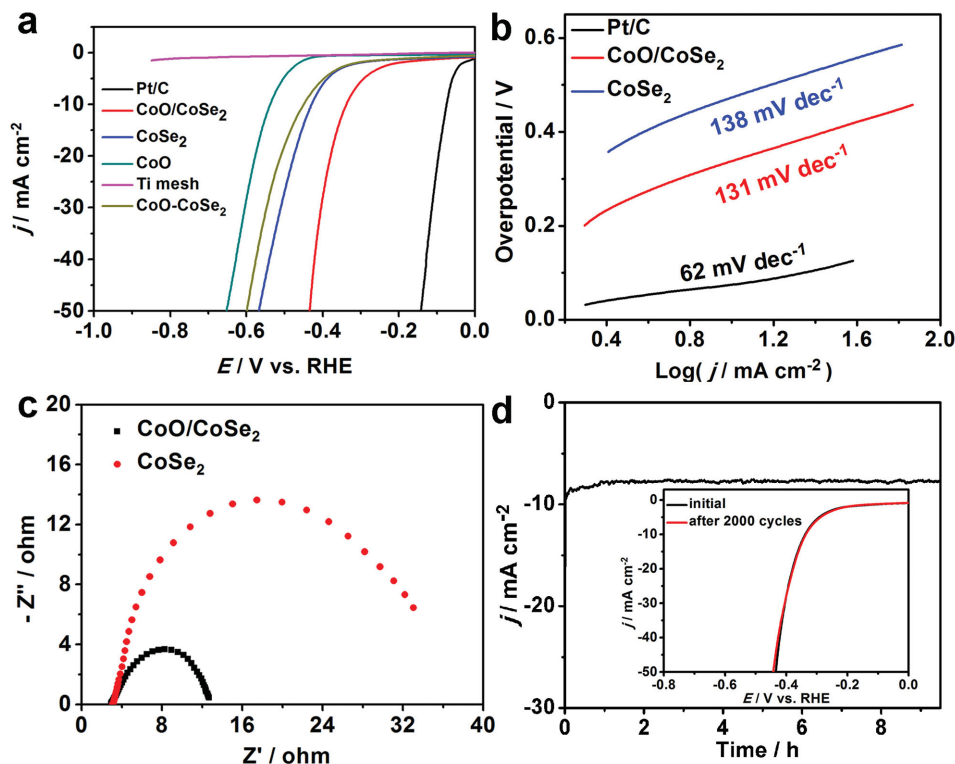 a
0
-10
-20
-30
-40
-50
-1.0 -0.8 -0.6 -0.4 -0.2 0.0
j / mA cm⁻²
E / V vs. RHE
Pt/C
CoO/CoSe₂
CoSe₂
CoO
Ti mesh
CoO-CoSe₂
b
0.6
0.4
0.2
0.0
0.4 0.8 1.2 1.6 2.0
Overpotential / V
Log( j / mA cm⁻²)
Pt/C
CoO/CoSe₂
CoSe₂
138 mV dec⁻¹
131 mV dec⁻¹
62 mV dec⁻¹
c
20
16
12
8
4
0
0 8 16 24 32 40
- Z'' / ohm
Z' / ohm
CoO/CoSe₂
CoSe₂
d
0
-10
-20
-30
0 2 4 6 8
j / mA cm⁻²
Time / h
initial
after 2000 cycles
0
-10
-20
-30
-40
-50
-0.8 -0.6 -0.4 -0.2 0.0
j / mA cm⁻²
E / V vs. RHE